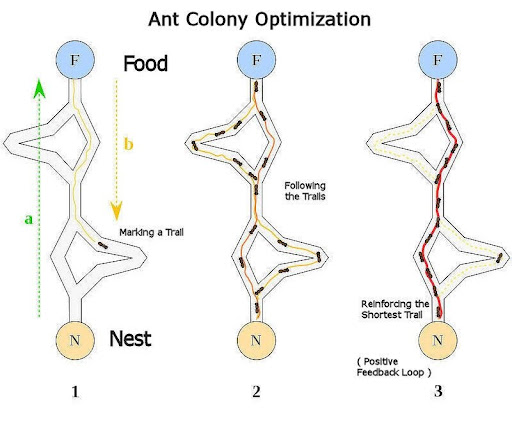 Ant Colony Optimization
F
Food
a
b
Marking a Trail
N
Nest
1
F
Following
the Trails
N
2
F
Reinforcing the
Shortest Trail
N
( Positive
Feedback Loop )
3